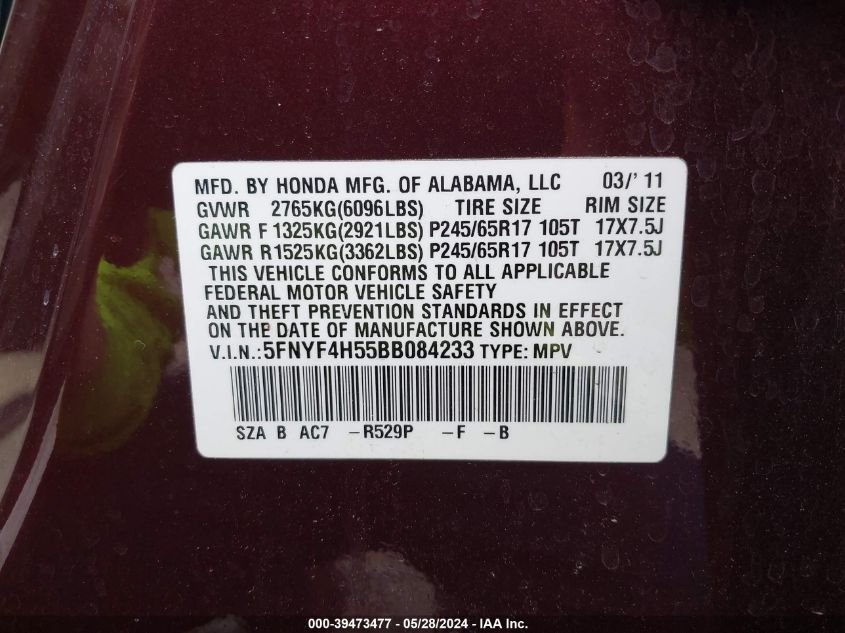 MFD. BY HONDA MFG. OF ALABAMA, LLC 03/' 11
GVWR 2765KG(6096LBS) TIRE SIZE RIM SIZE
GAWR F 1325KG(2921LBS) P245/65R17 105T 17X7.5J
GAWR R 1525KG(3362LBS) P245/65R17 105T 17X7.5J
THIS VEHICLE CONFORMS TO ALL APPLICABLE
FEDERAL MOTOR VEHICLE SAFETY
AND THEFT PREVENTION STANDARDS IN EFFECT
ON THE DATE OF MANUFACTURE SHOWN ABOVE.
V.I.N.: 5FNYF4H55BB084233 TYPE: MPV
SZA B AC7 -R529P -F -B
000-39473477 - 05/28/2024 - IAA Inc.